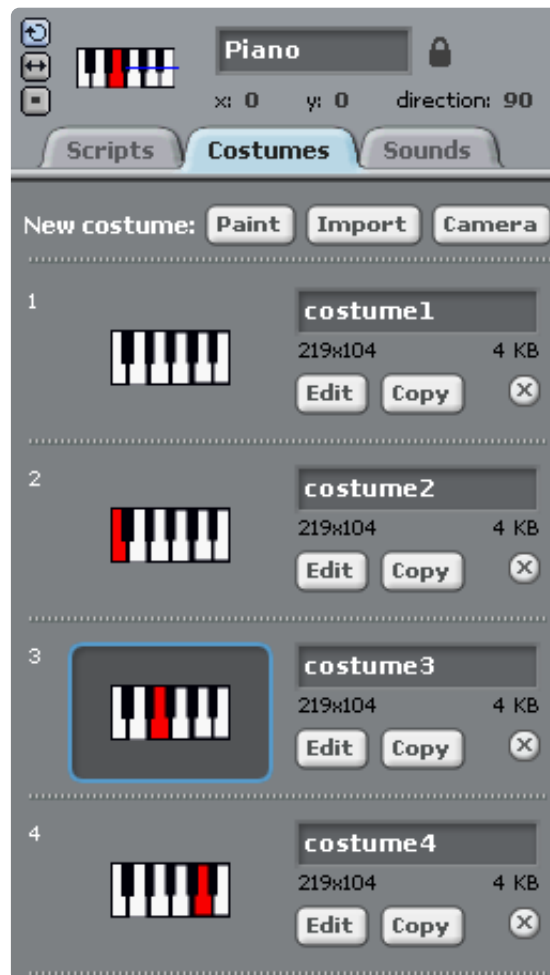 Piano
x: 0 y: 0 direction: 90
Scripts Costumes Sounds
New costume: Paint Import Camera
1
costume1
219x104 4 KB
Edit Copy
2
costume2
219x104 4 KB
Edit Copy
3
costume3
219x104 4 KB
Edit Copy
4
costume4
219x104 4 KB
Edit Copy